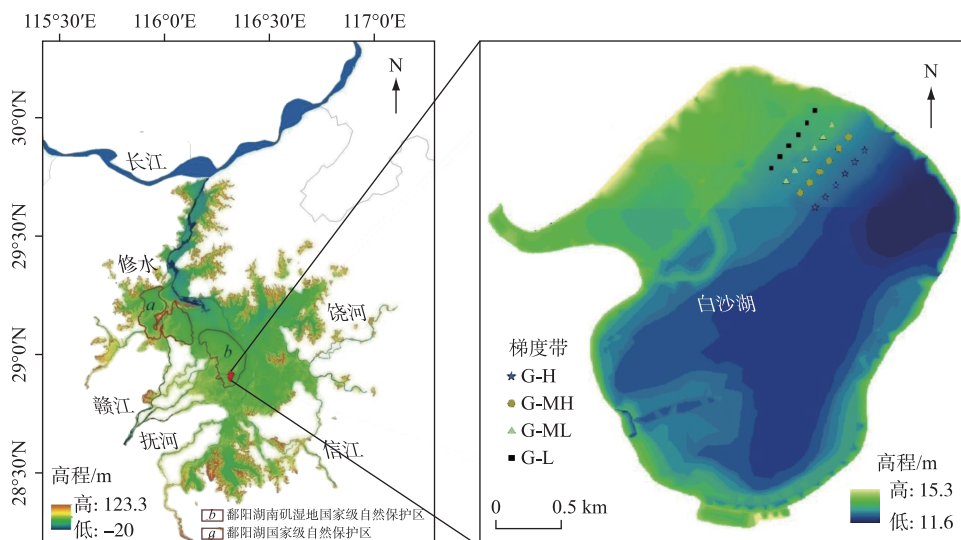 115°30′E 116°0′E 116°30′E 117°0′E
30°0′N
29°30′N
29°0′N
28°30′N
N
长江
修水
饶河
赣江
抚河
信江
a
b
高程/m
高: 123.3
低: -20
b 鄱阳湖南矶湿地国家级自然保护区
a 鄱阳湖国家级自然保护区
N
白沙湖
梯度带
G-H
G-MH
G-ML
G-L
0 0.5 km
高程/m
高: 15.3
低: 11.6